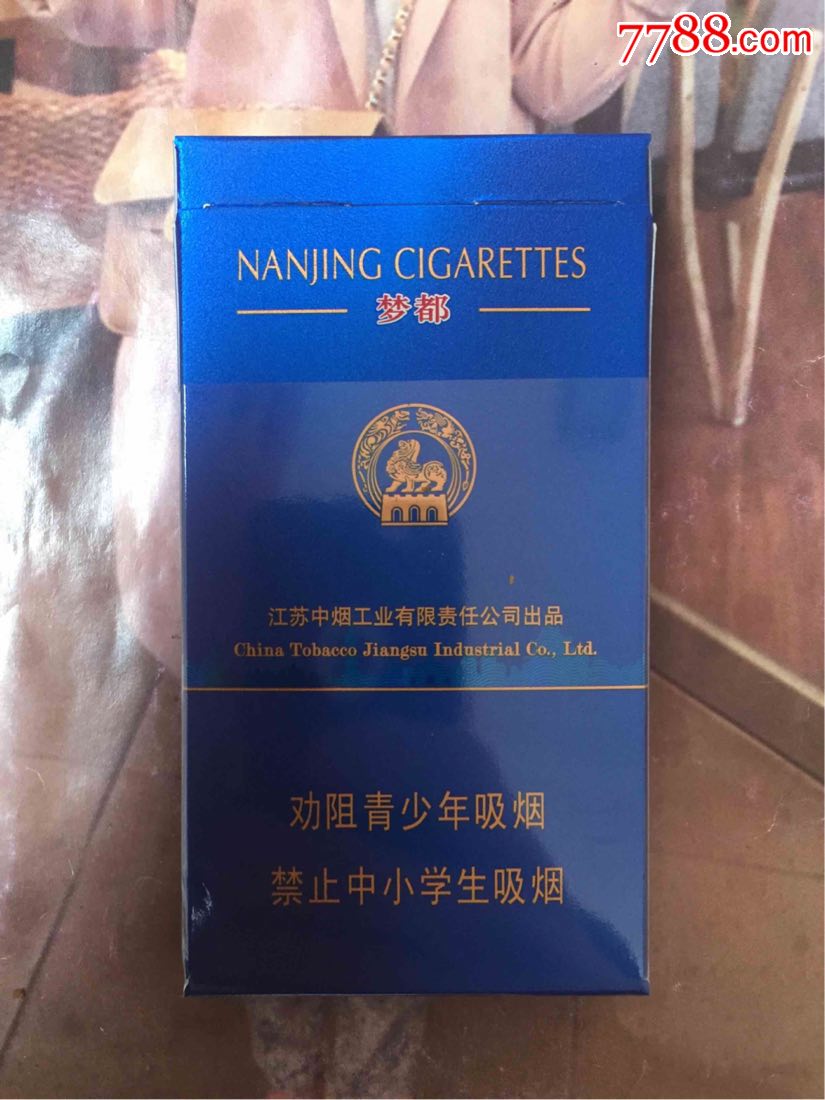 7788.com
NANJING CIGARETTES
梦都
江苏中烟工业有限责任公司出品
China Tobacco Jiangsu Industrial Co., Ltd.
劝阻青少年吸烟
禁止中小学生吸烟